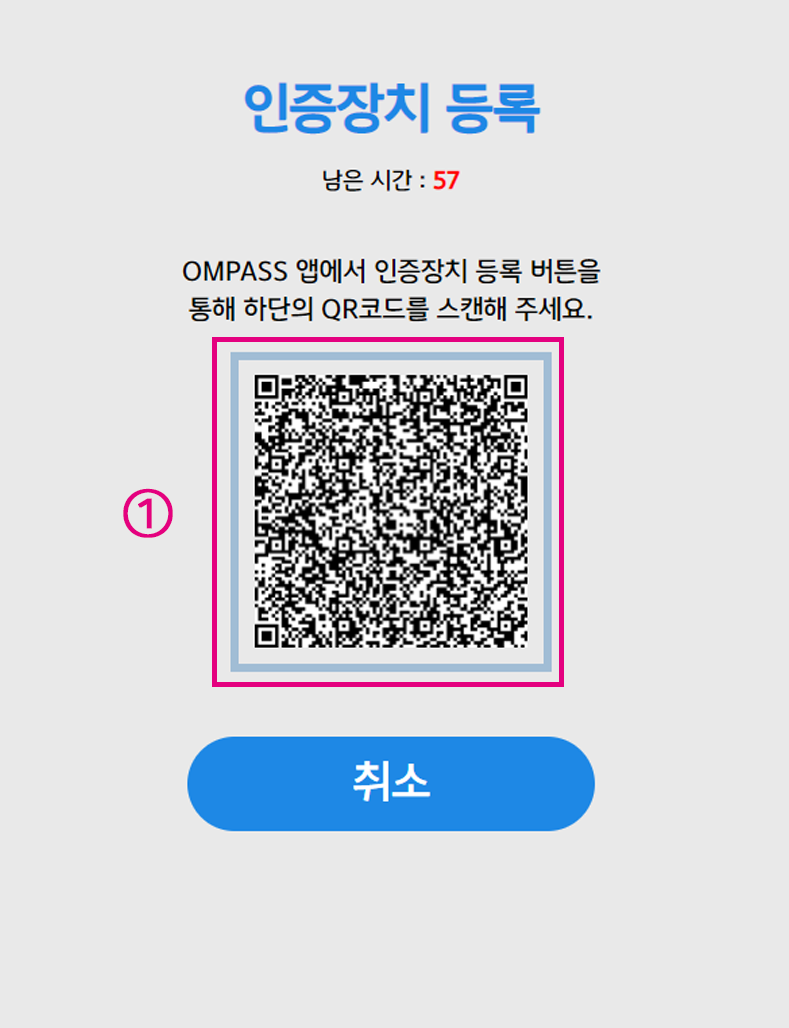 인증장치 등록
남은 시간 : 57
OMPASS 앱에서 인증장치 등록 버튼을
통해 하단의 QR코드를 스캔해 주세요.
①
취소